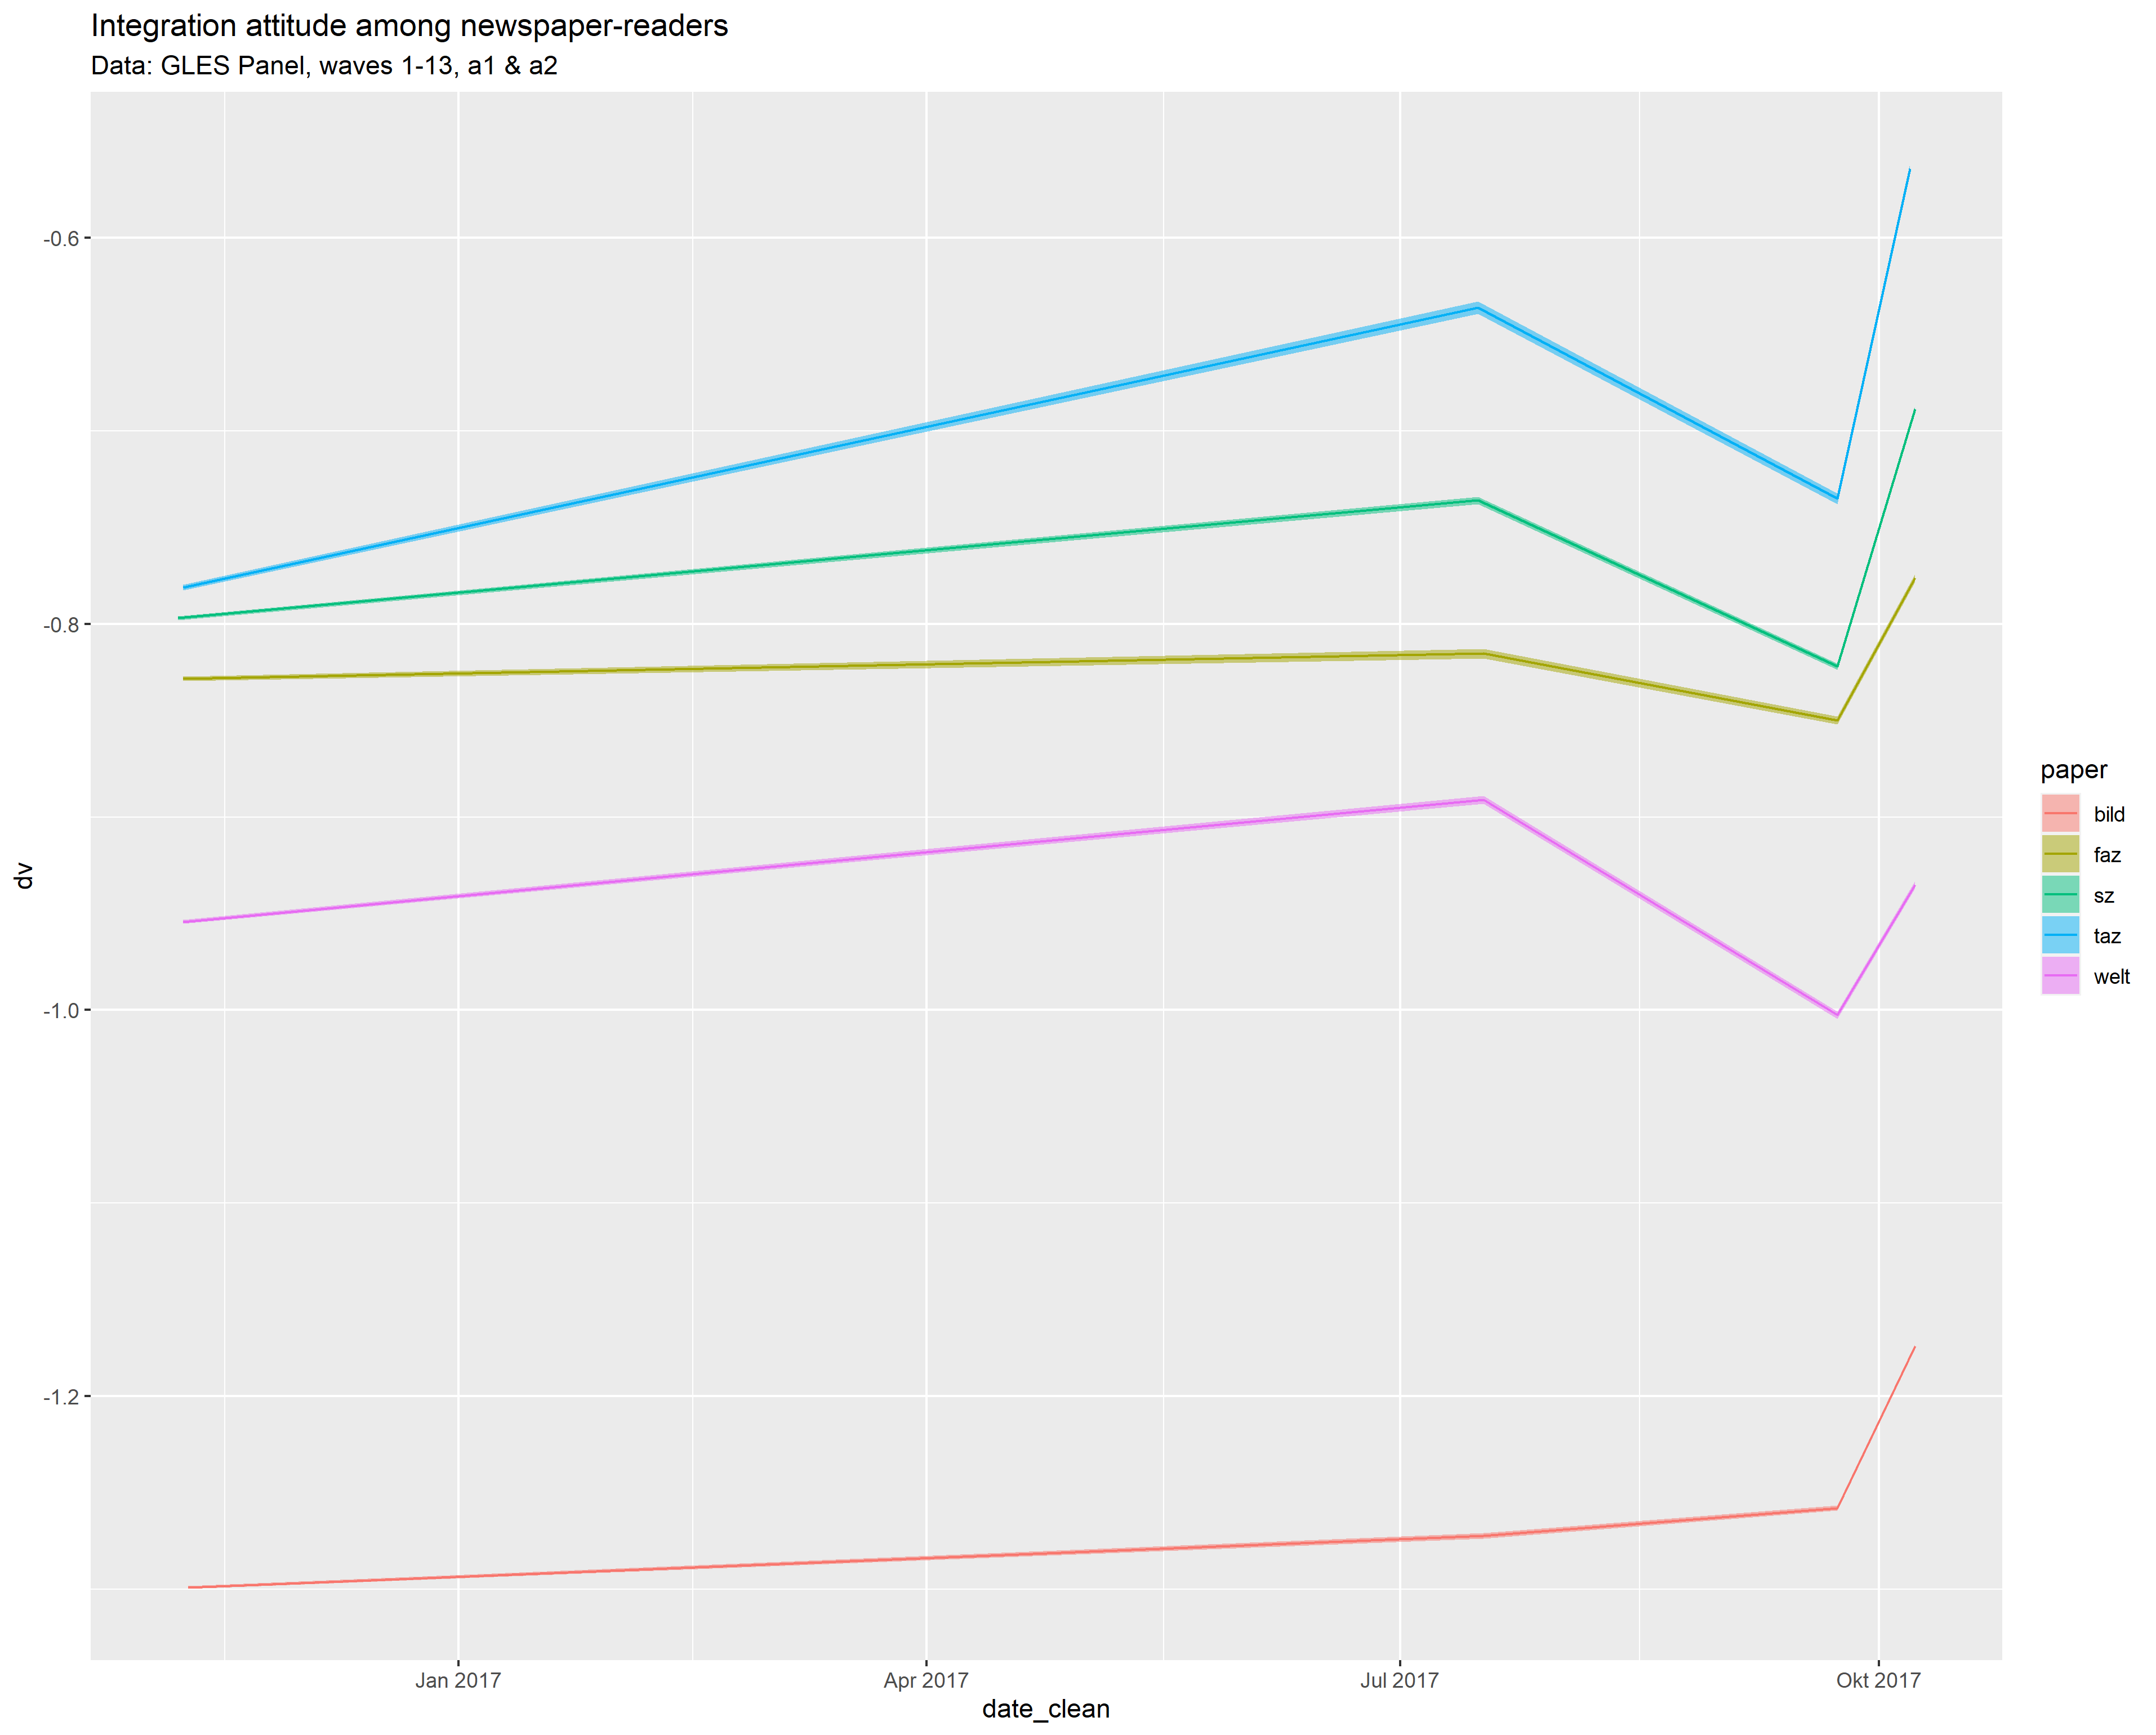 Integration attitude among newspaper-readers
Data: GLES Panel, waves 1-13, a1 & a2
-0.6
-0.8
-1.0
-1.2
dv
Jan 2017
Apr 2017
Jul 2017
Okt 2017
date_clean
paper
bild
faz
sz
taz
welt